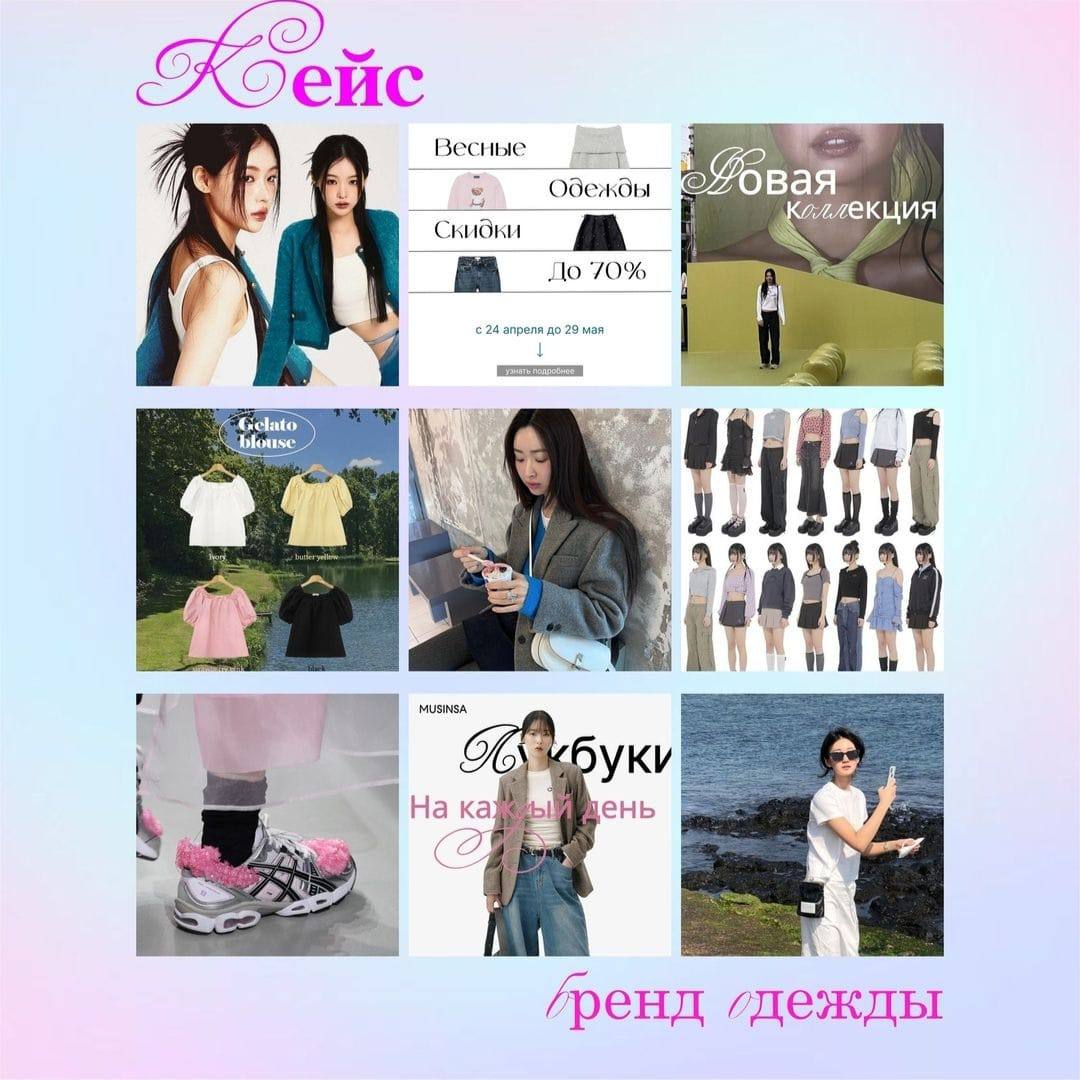 Кейс
Весные
Одежды
Скидки
До 70%
с 24 апреля до 29 мая
↓
узнать подробнее
Новая
коллекция
Gelato
blouse
ivory
butter yellow
black
MUSINSA
Лукбуки
На каждый день
бренд одежды